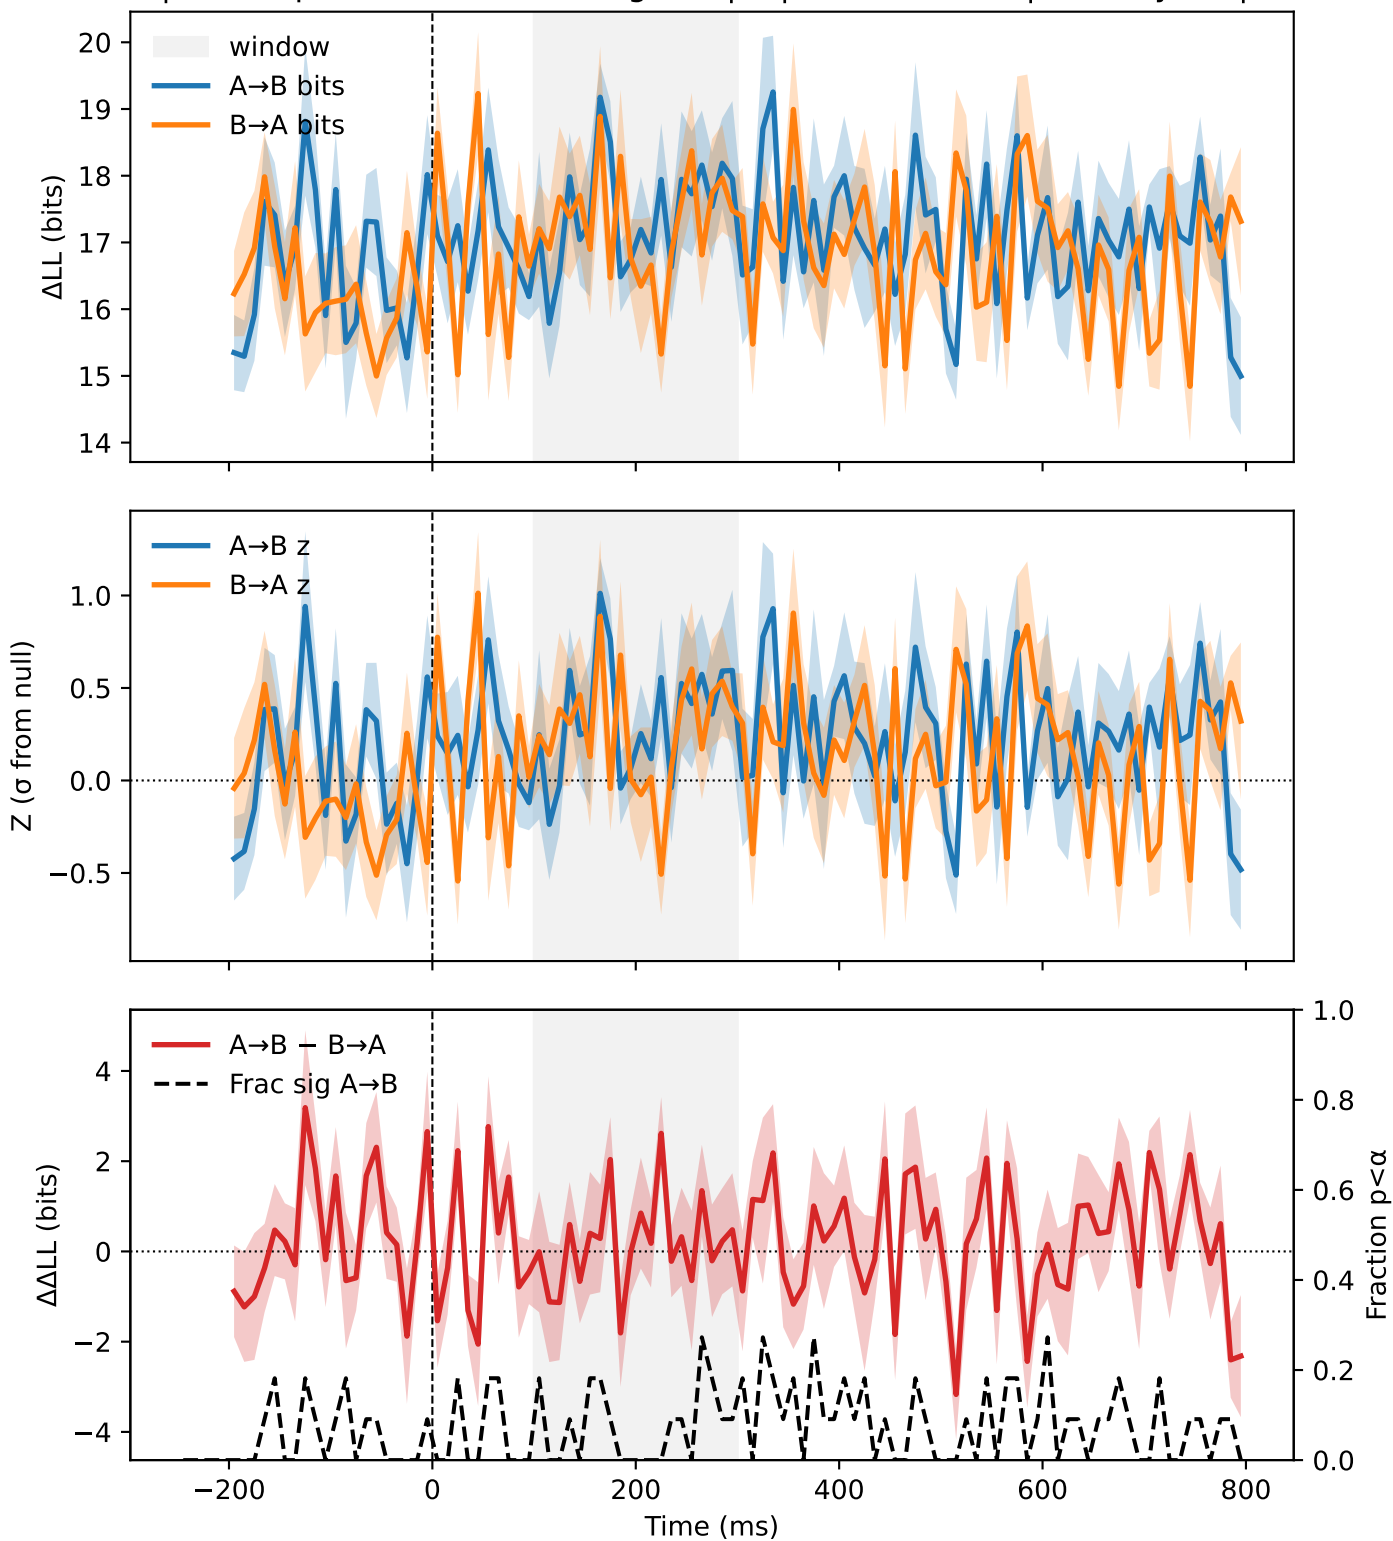 20
19
18
17
16
15
14
ΔLL (bits)
window
A→B bits
B→A bits
1.0
0.5
0.0
−0.5
Z (σ from null)
A→B z
B→A z
4
2
0
−2
−4
ΔΔLL (bits)
A→B − B→A
Frac sig A→B
1.0
0.8
0.6
0.4
0.2
0.0
Fraction p<α
−200
0
200
400
600
800
Time (ms)